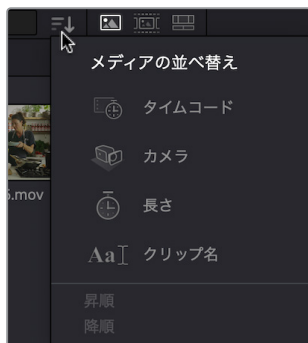 メディアの並べ替え
タイムコード
カメラ
長さ
Aa クリップ名
.mov
昇順
降順